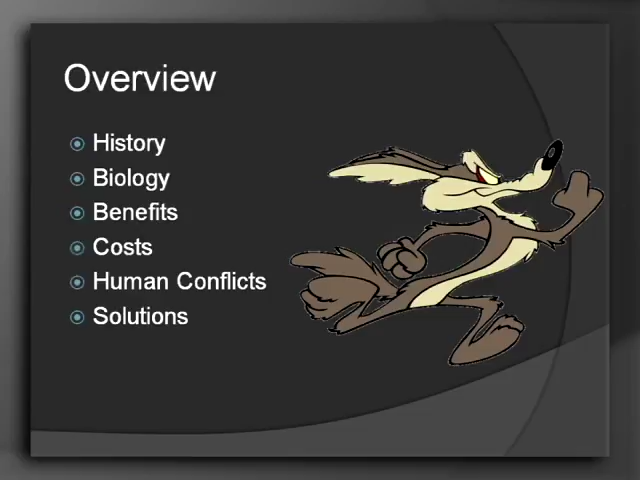 Overview
History
Biology
Benefits
Costs
Human Conflicts
Solutions